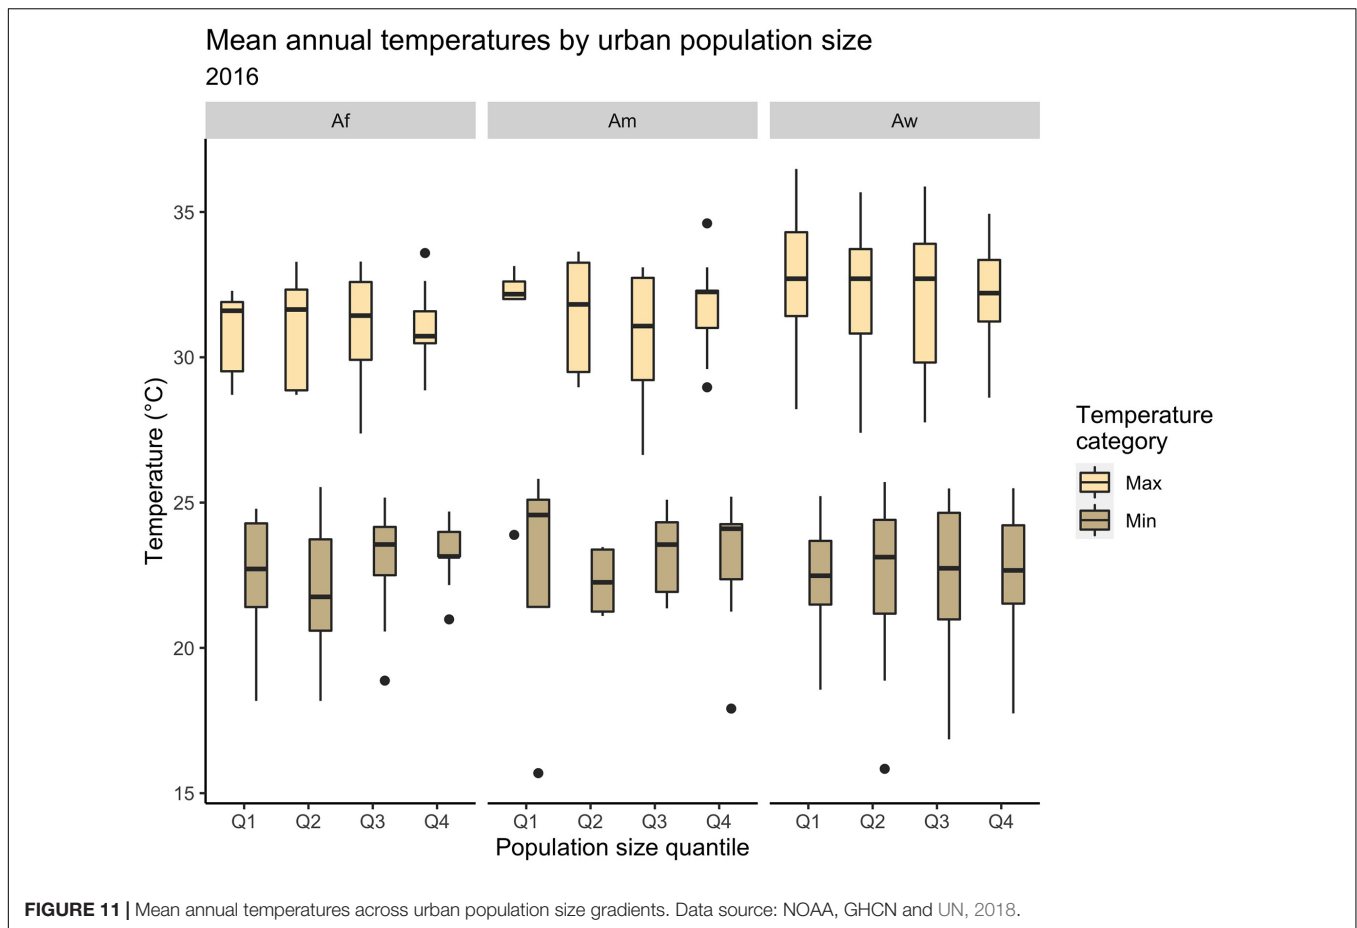 Mean annual temperatures by urban population size
2016
Af
Am
Aw
35
30
25
20
15
Temperature (°C)
Q1 Q2 Q3 Q4 Q1 Q2 Q3 Q4 Q1 Q2 Q3 Q4
Population size quantile
Temperature
category
Max
Min
FIGURE 11 | Mean annual temperatures across urban population size gradients. Data source: NOAA, GHCN and UN, 2018.